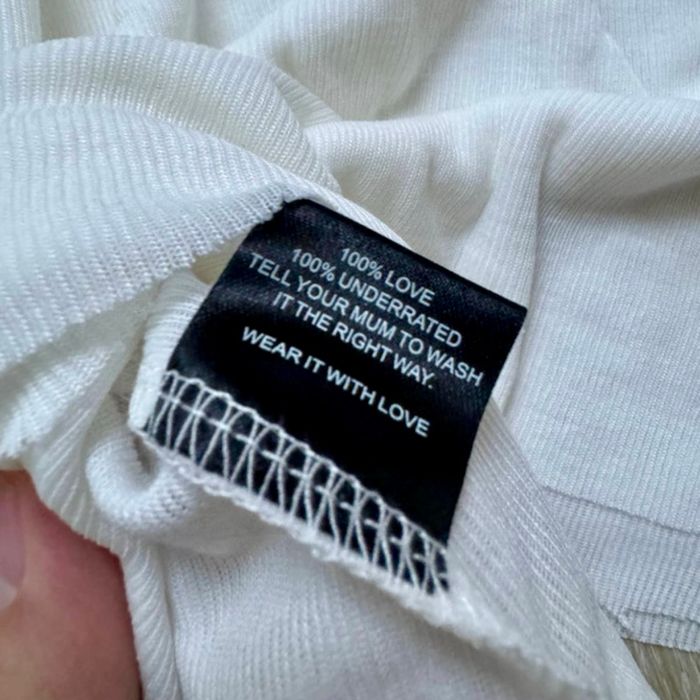 100% LOVE
100% UNDERRATED
TELL YOUR MUM TO WASH
IT THE RIGHT WAY.
WEAR IT WITH LOVE